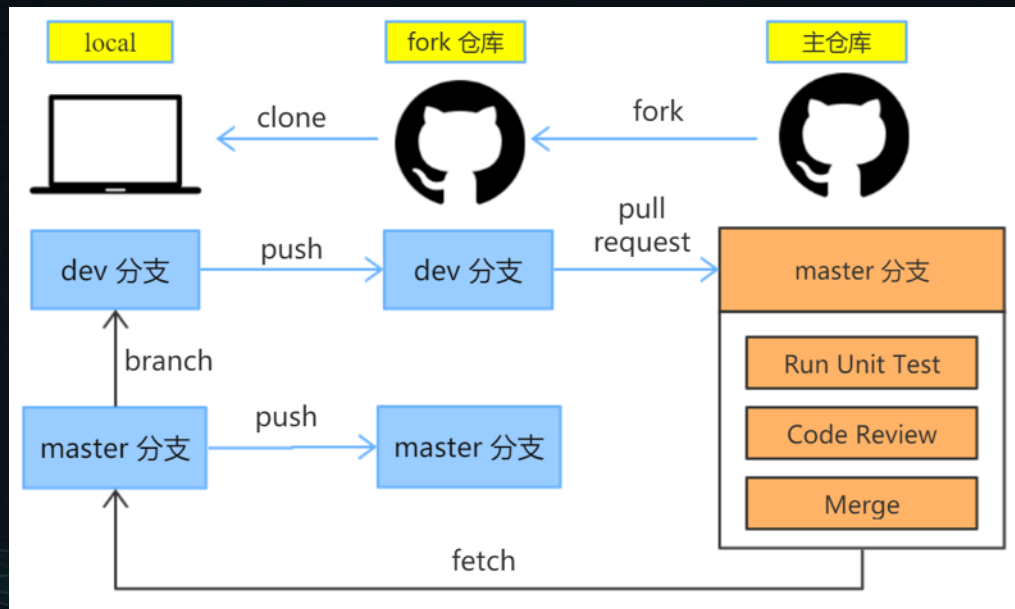 local
fork 仓库
主仓库
clone
fork
pull
request
dev 分支
push
dev 分支
master 分支
branch
Run Unit Test
master 分支
push
master 分支
Code Review
Merge
fetch